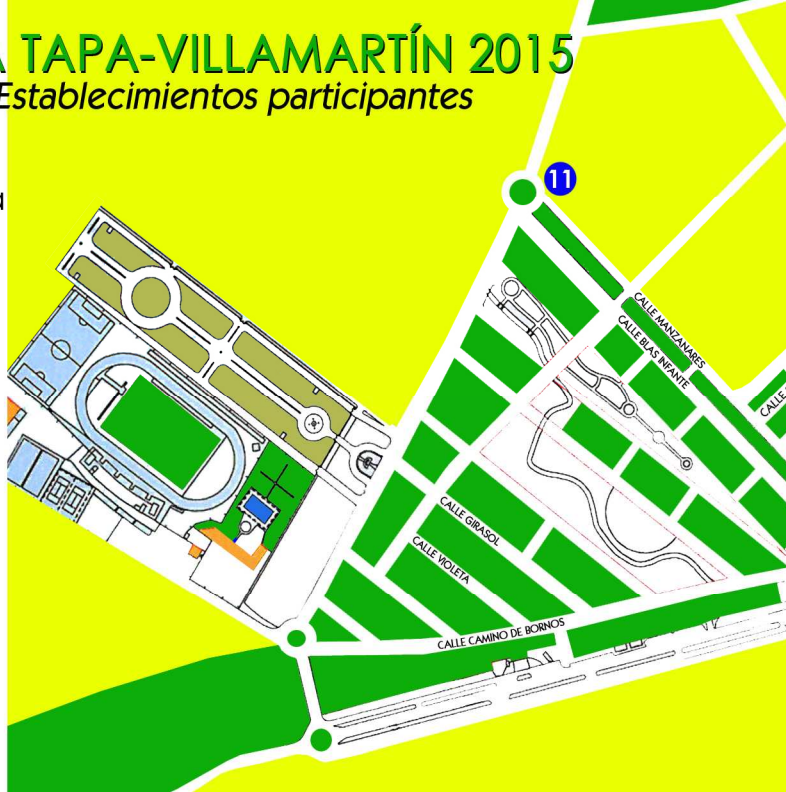 A TAPA-VILLAMARTÍN 2015
Establecimientos participantes
a
11
CALLE MANZANARES
CALLE BLAS INFANTE
CALLE
CALLE GIRASOL
CALLE VIOLETA
CALLE CAMINO DE BORNOS